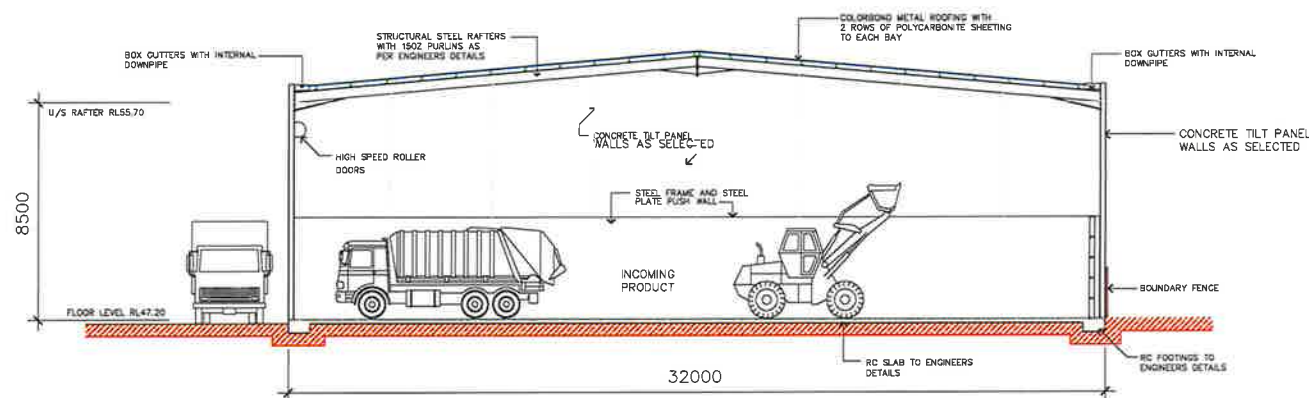 COLORBOND METAL ROOFING WITH
2 ROWS OF POLYCARBONITE SHEETING
TO EACH BAY
STRUCTURAL STEEL RAFTERS
WITH 150Z PURLINS AS
PER ENGINEERS DETAILS
BOX GUTTERS WITH INTERNAL
DOWNPIPE
BOX GUTTERS WITH INTERNAL
DOWNPIPE
U/S RAFTER RL55.70
CONCRETE TILT PANEL
WALLS AS SELECTED
CONCRETE TILT PANEL
WALLS AS SELECTED
HIGH SPEED ROLLER
DOORS
STEEL FRAME AND STEEL
PLATE PUSH WALL
8500
INCOMING
PRODUCT
BOUNDARY FENCE
FLOOR LEVEL RL47.20
RC SLAB TO ENGINEERS
DETAILS
RC FOOTINGS TO
ENGINEERS DETAILS
32000